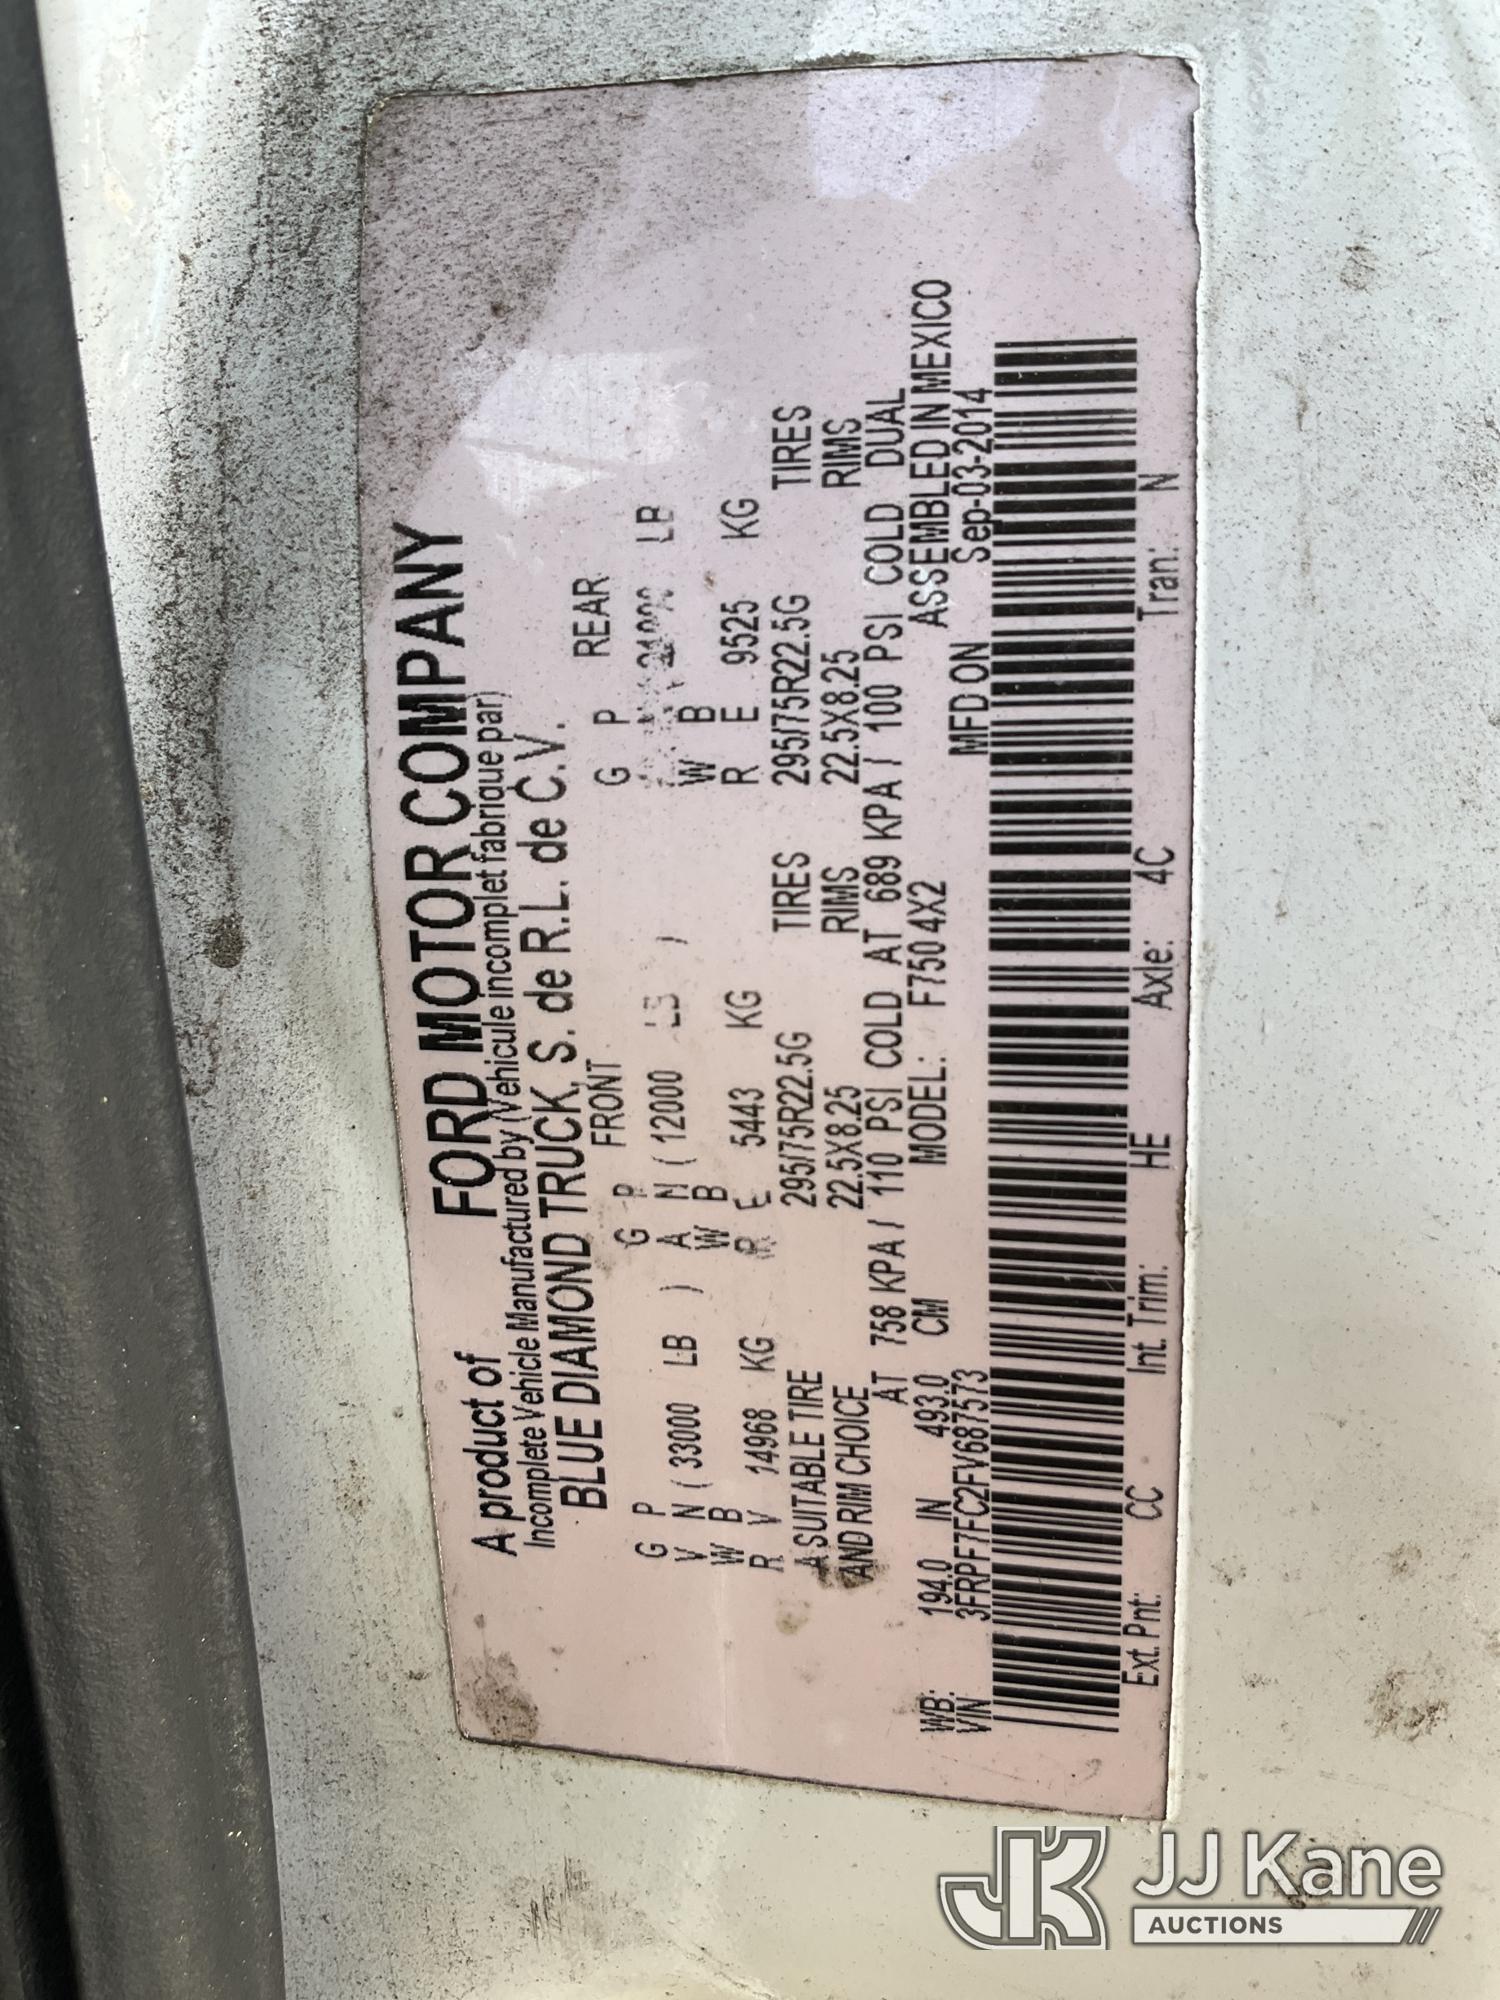 A product of FORD MOTOR COMPANY
Incomplete Vehicle Manufactured by (Vehicule incomplet fabrique par)
BLUE DIAMOND TRUCK, S. de R.L. de C.V.
FRONT REAR
G P G P G P
V N ( 33000 LB ) A N ( 12000 LB ) LB
W B W B W B
R V 14968 KG R E 5443 KG R E 9525 KG
A SUITABLE TIRE 295/75R22.5G TIRES 295/75R22.5G TIRES
AND RIM CHOICE 22.5X8.25 RIMS 22.5X8.25 RIMS
AT 758 KPA / 110 PSI COLD AT 689 KPA / 100 PSI COLD DUAL
WB: 194.0 IN 493.0 CM MODEL: F750 4X2 ASSEMBLED IN MEXICO
VIN 3FRPF7FC2FV687573 MFD ON Sep-03-2014
Ext. Pnt: CC Int. Trim: HE Axle: 4C Tran: N
JK JJ Kane
AUCTIONS